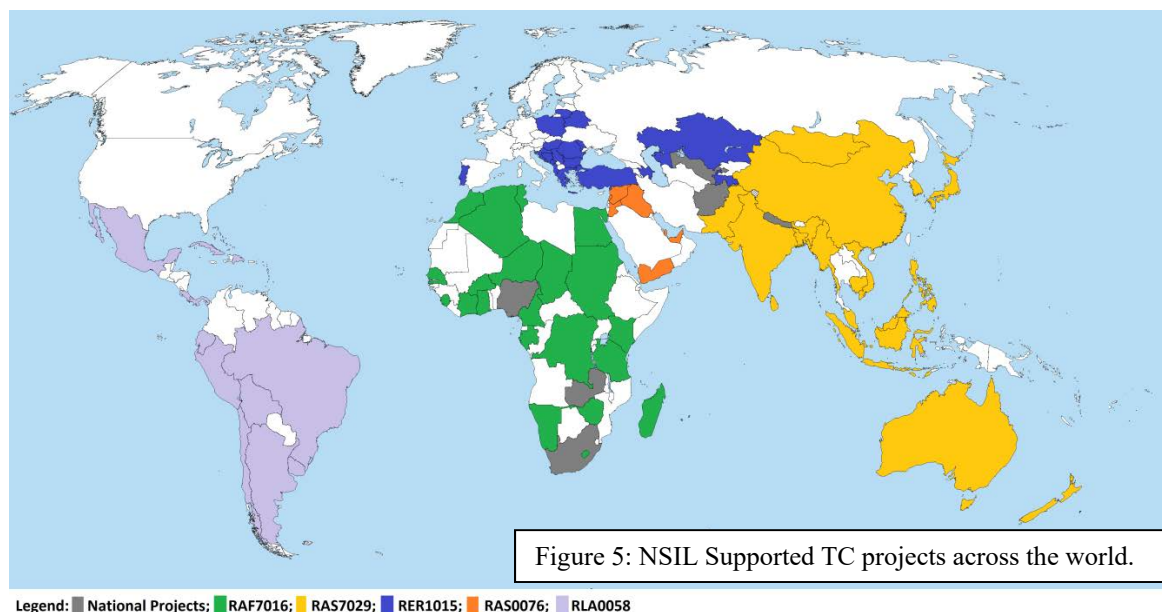 Figure 5: NSIL Supported TC projects across the world.
Legend: National Projects; RAF7016; RAS7029; RER1015; RAS0076; RLA0058